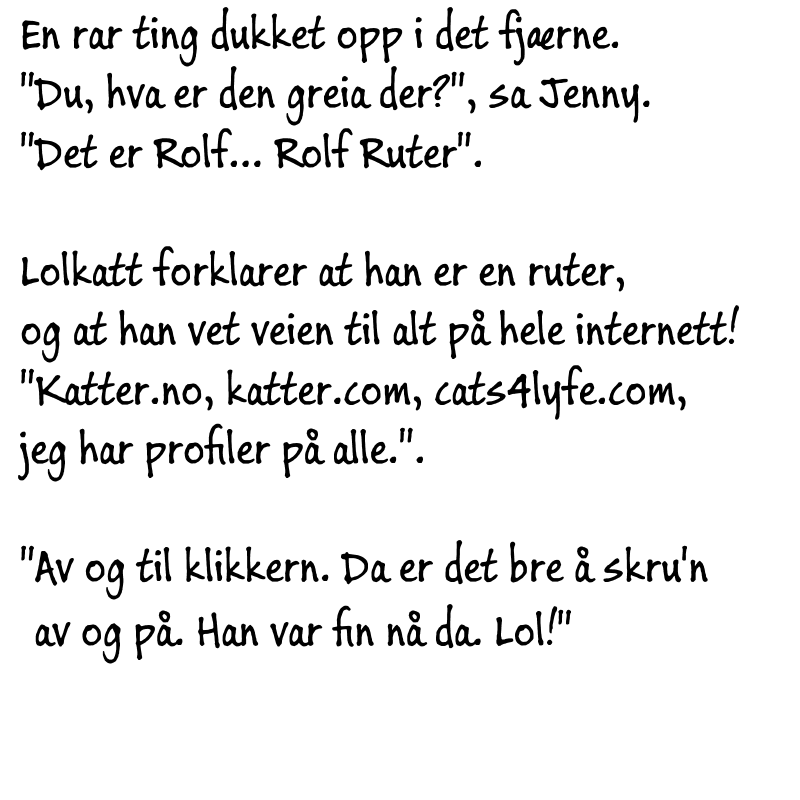 En rar ting dukket opp i det fjærne.
"Du, hva er den greia der?", sa Jenny.
"Det er Rolf... Rolf Ruter".
Lolkatt forklarer at han er en ruter,
og at han vet veien til alt på hele internett!
"Katter.no, katter.com, cats4lyfe.com,
jeg har profiler på alle.".
"Av og til klikkern. Da er det bre å skru'n
av og på. Han var fin nå da. Lol!"